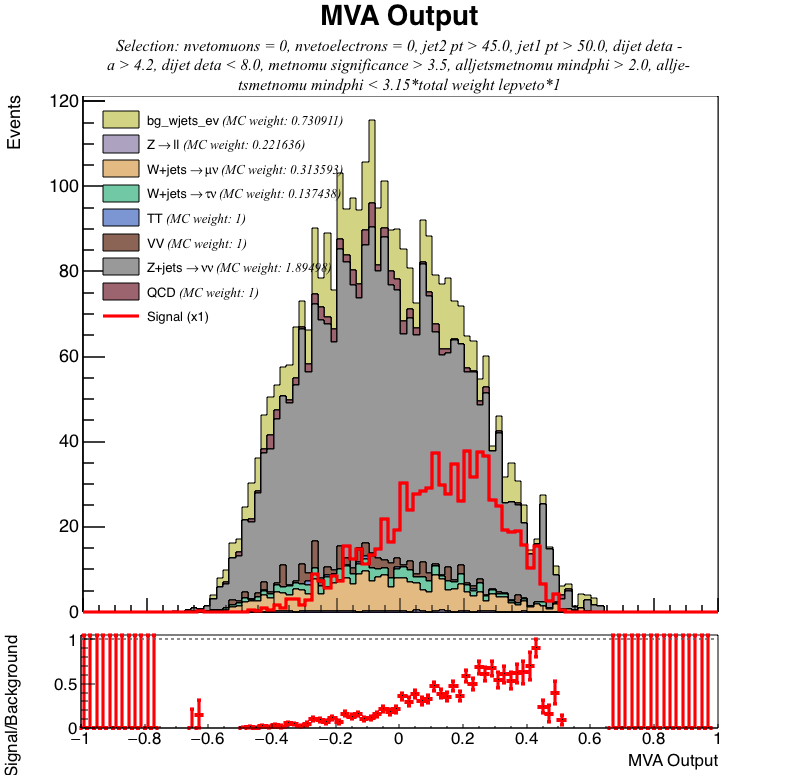 MVA Output
Selection: nvetomuons = 0, nvetoelectrons = 0, jet2 pt > 45.0, jet1 pt > 50.0, dijet deta -
a > 4.2, dijet deta < 8.0, metnomu significance > 3.5, alljetsmetnomu mindphi > 2.0, allje-
tsmetnomu mindphi < 3.15*total weight lepveto*1
Events
120
100
80
60
40
20
0
bg_wjets_ev (MC weight: 0.730911)
Z → ll (MC weight: 0.221636)
W+jets → μν (MC weight: 0.313593)
W+jets → τν (MC weight: 0.137438)
TT (MC weight: 1)
VV (MC weight: 1)
Z+jets → νν (MC weight: 1.89498)
QCD (MC weight: 1)
Signal (x1)
Signal/Background
1
0.5
0
−1 −0.8 −0.6 −0.4 −0.2 0 0.2 0.4 0.6 0.8 1
MVA Output